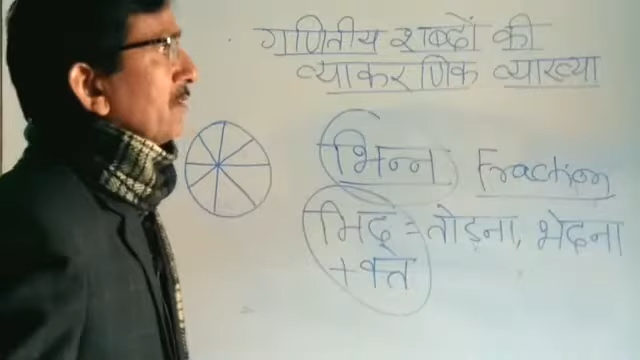 गणितीय शब्दों की
व्याकरणिक व्याख्या
भिन्न Fraction
भिद् = तोड़ना, भेदना
+ क्त